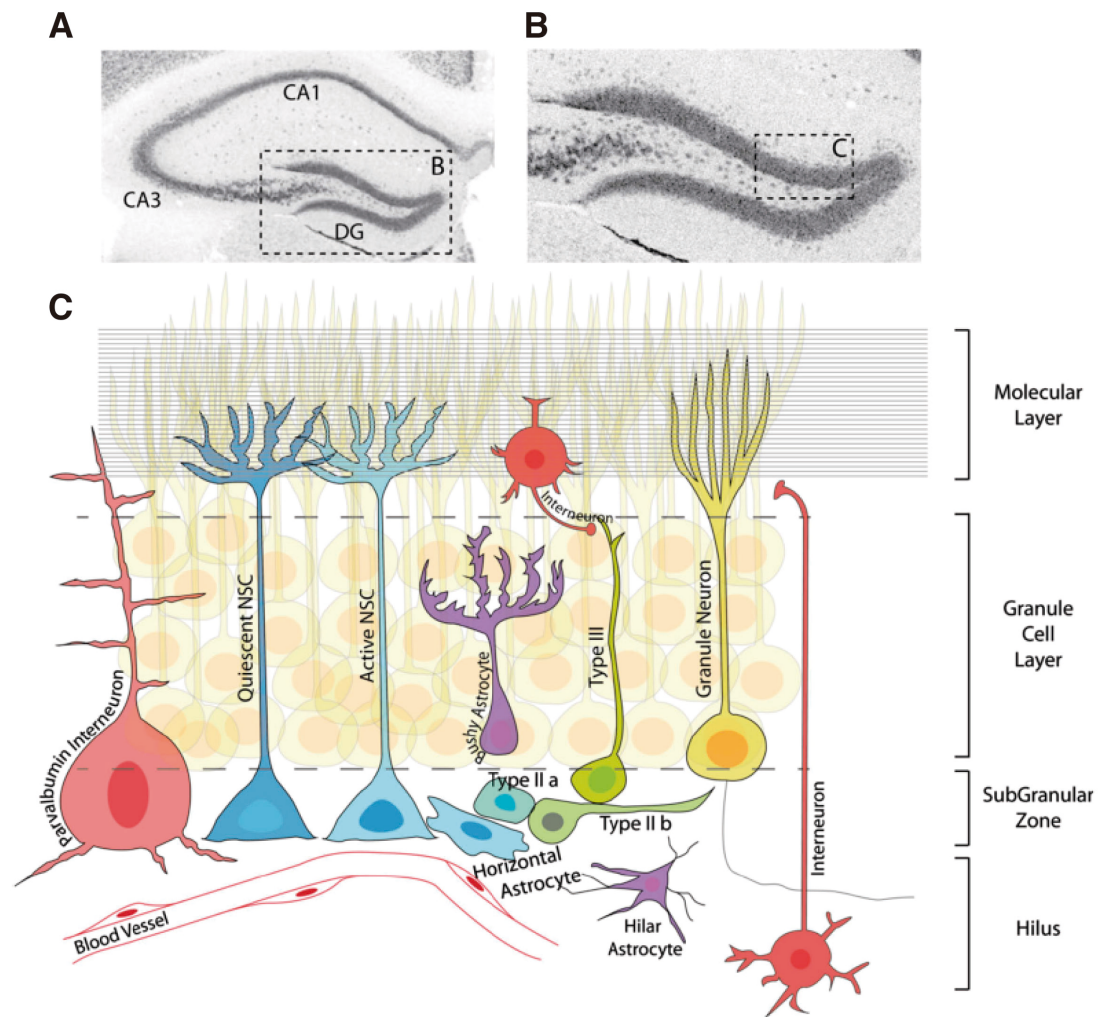 A
B
CA1
B
CA3
DG
C
C
Molecular
Layer
Interneuron
Quiescent NSC
Active NSC
Brushy Astrocyte
Type III
Granule Neuron
Granule
Cell
Layer
Parvalbumin Interneuron
Type II a
Type II b
SubGranular
Zone
Interneuron
Horizontal
Astrocyte
Blood Vessel
Hilar
Astrocyte
Hilus